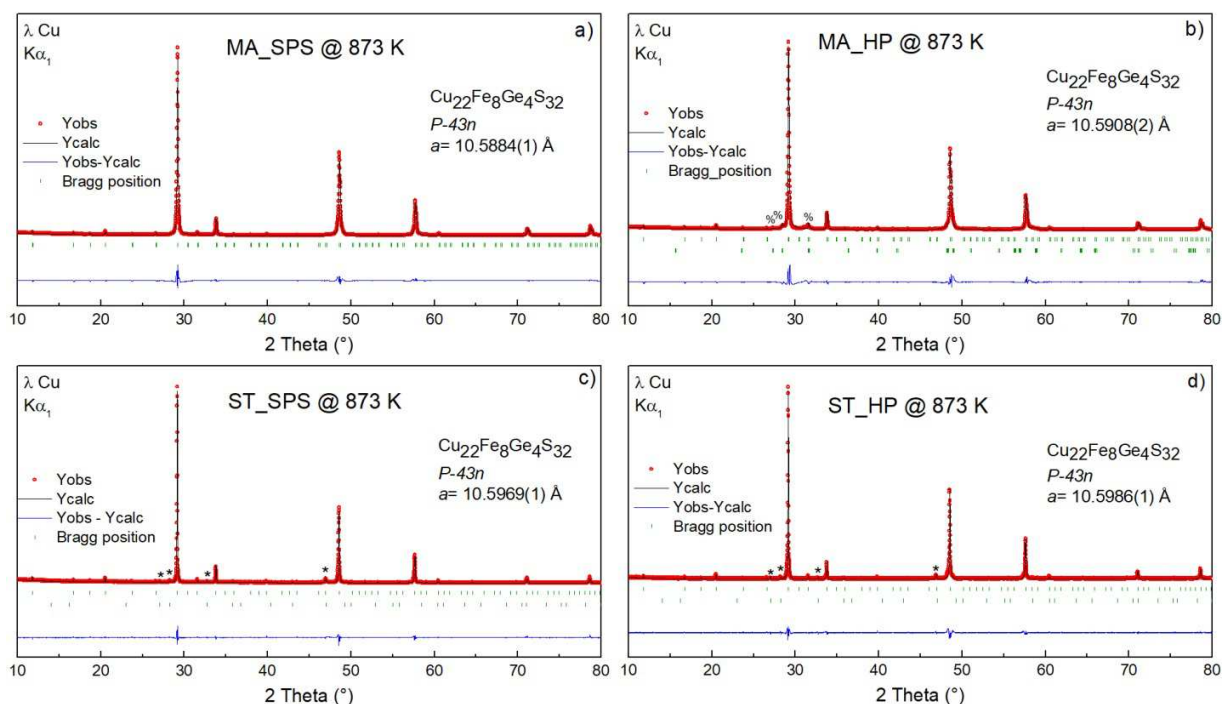 a)
λ Cu
Kα1
MA_SPS @ 873 K
Cu22Fe8Ge4S32
P-43n
a= 10.5884(1) Å
Yobs
Ycalc
Yobs-Ycalc
Bragg position
10 20 30 40 50 60 70 80
2 Theta (°)
b)
λ Cu
Kα1
MA_HP @ 873 K
Cu22Fe8Ge4S32
P-43n
a= 10.5908(2) Å
Yobs
Ycalc
Yobs-Ycalc
Bragg_position
% % %
10 20 30 40 50 60 70 80
2 Theta (°)
c)
λ Cu
Kα1
ST_SPS @ 873 K
Cu22Fe8Ge4S32
P-43n
a= 10.5969(1) Å
Yobs
Ycalc
Yobs - Ycalc
Bragg position
* * * *
10 20 30 40 50 60 70 80
2 Theta (°)
d)
λ Cu
Kα1
ST_HP @ 873 K
Cu22Fe8Ge4S32
P-43n
a= 10.5986(1) Å
Yobs
Ycalc
Yobs-Ycalc
Bragg position
* * * *
10 20 30 40 50 60 70 80
2 Theta (°)